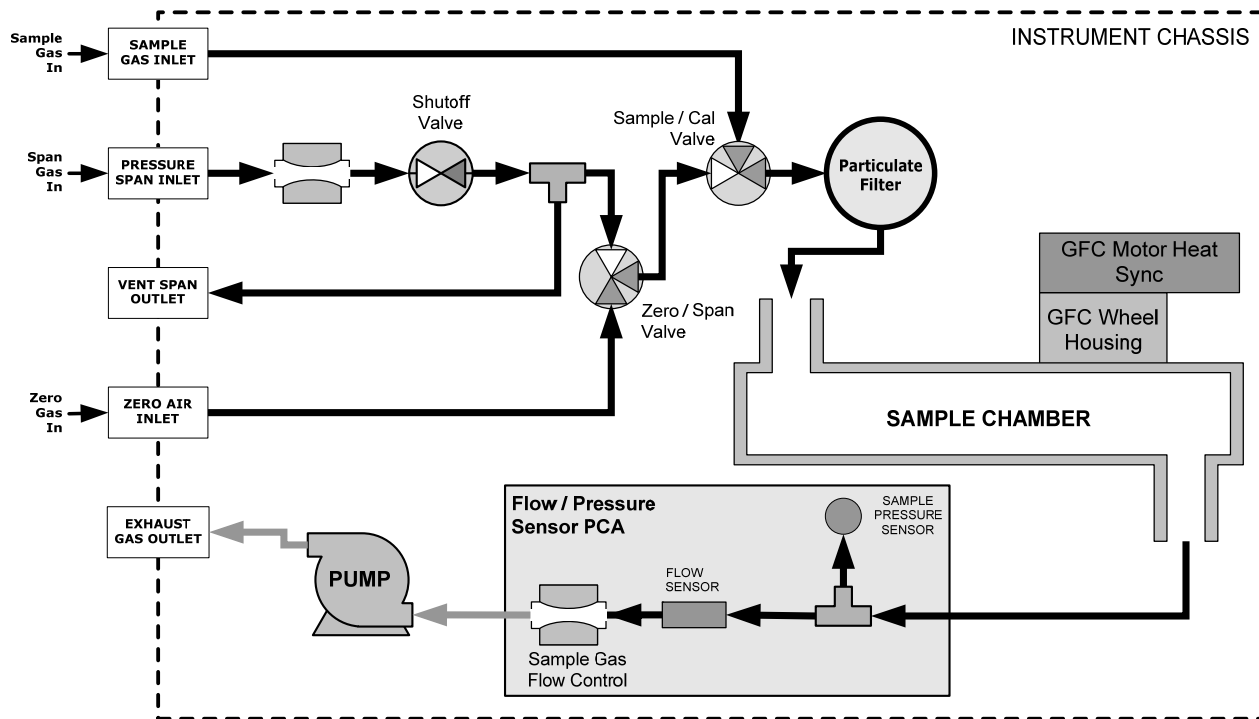 INSTRUMENT CHASSIS
Sample
Gas
In
SAMPLE
GAS INLET
Shutoff
Valve
Sample / Cal
Valve
Span
Gas
In
PRESSURE
SPAN INLET
Particulate
Filter
VENT SPAN
OUTLET
Zero / Span
Valve
GFC Motor Heat
Sync
GFC Wheel
Housing
Zero
Gas
In
ZERO AIR
INLET
SAMPLE CHAMBER
EXHAUST
GAS OUTLET
PUMP
Flow / Pressure
Sensor PCA
SAMPLE
PRESSURE
SENSOR
FLOW
SENSOR
Sample Gas
Flow Control